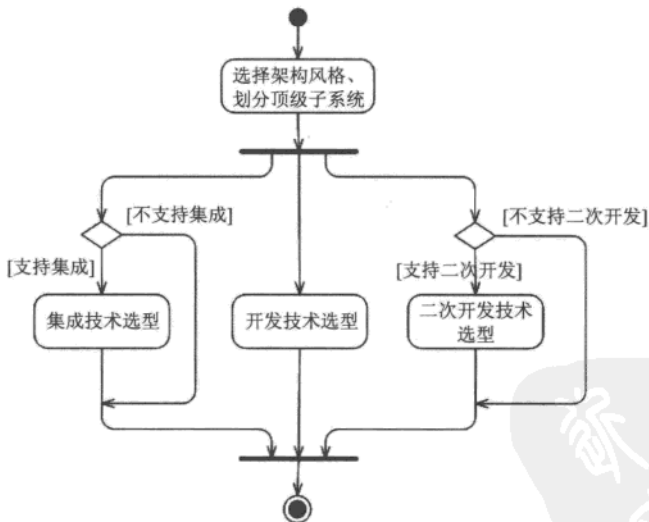 选择架构风格、
划分顶级子系统
[不支持集成]
[不支持二次开发]
[支持集成]
[支持二次开发]
集成技术选型
开发技术选型
二次开发技术
选型